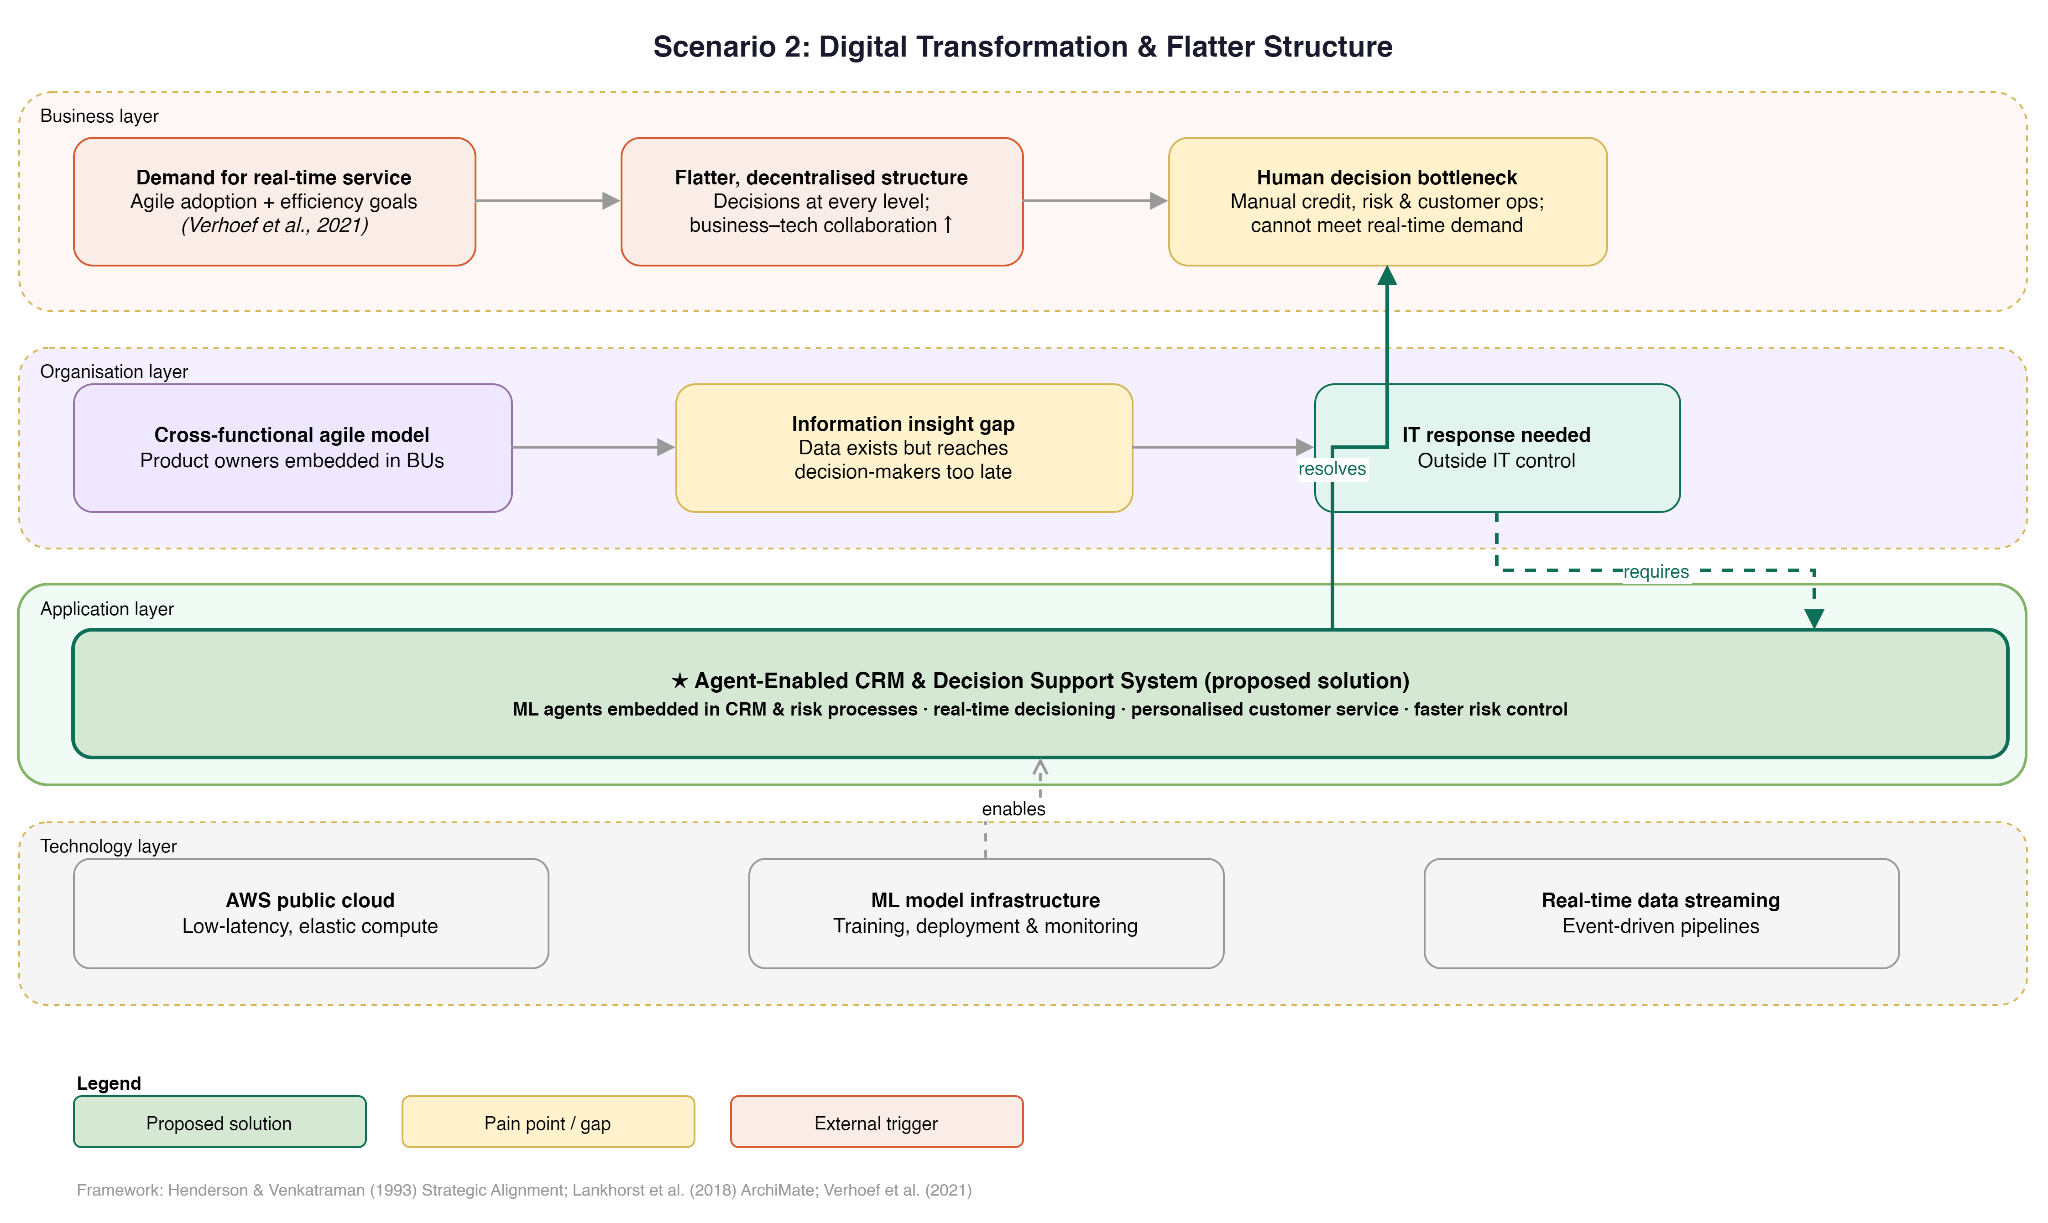 Scenario 2: Digital Transformation & Flatter Structure
Business layer
Demand for real-time service
Agile adoption + efficiency goals
(Verhoef et al., 2021)
Flatter, decentralised structure
Decisions at every level;
business–tech collaboration ↑
Human decision bottleneck
Manual credit, risk & customer ops;
cannot meet real-time demand
Organisation layer
Cross-functional agile model
Product owners embedded in BUs
Information insight gap
Data exists but reaches
decision-makers too late
IT response needed
Outside IT control
resolves
requires
Application layer
★ Agent-Enabled CRM & Decision Support System (proposed solution)
ML agents embedded in CRM & risk processes · real-time decisioning · personalised customer service · faster risk control
enables
Technology layer
AWS public cloud
Low-latency, elastic compute
ML model infrastructure
Training, deployment & monitoring
Real-time data streaming
Event-driven pipelines
Legend
Proposed solution
Pain point / gap
External trigger
Framework: Henderson & Venkatraman (1993) Strategic Alignment; Lankhorst et al. (2018) ArchiMate; Verhoef et al. (2021)